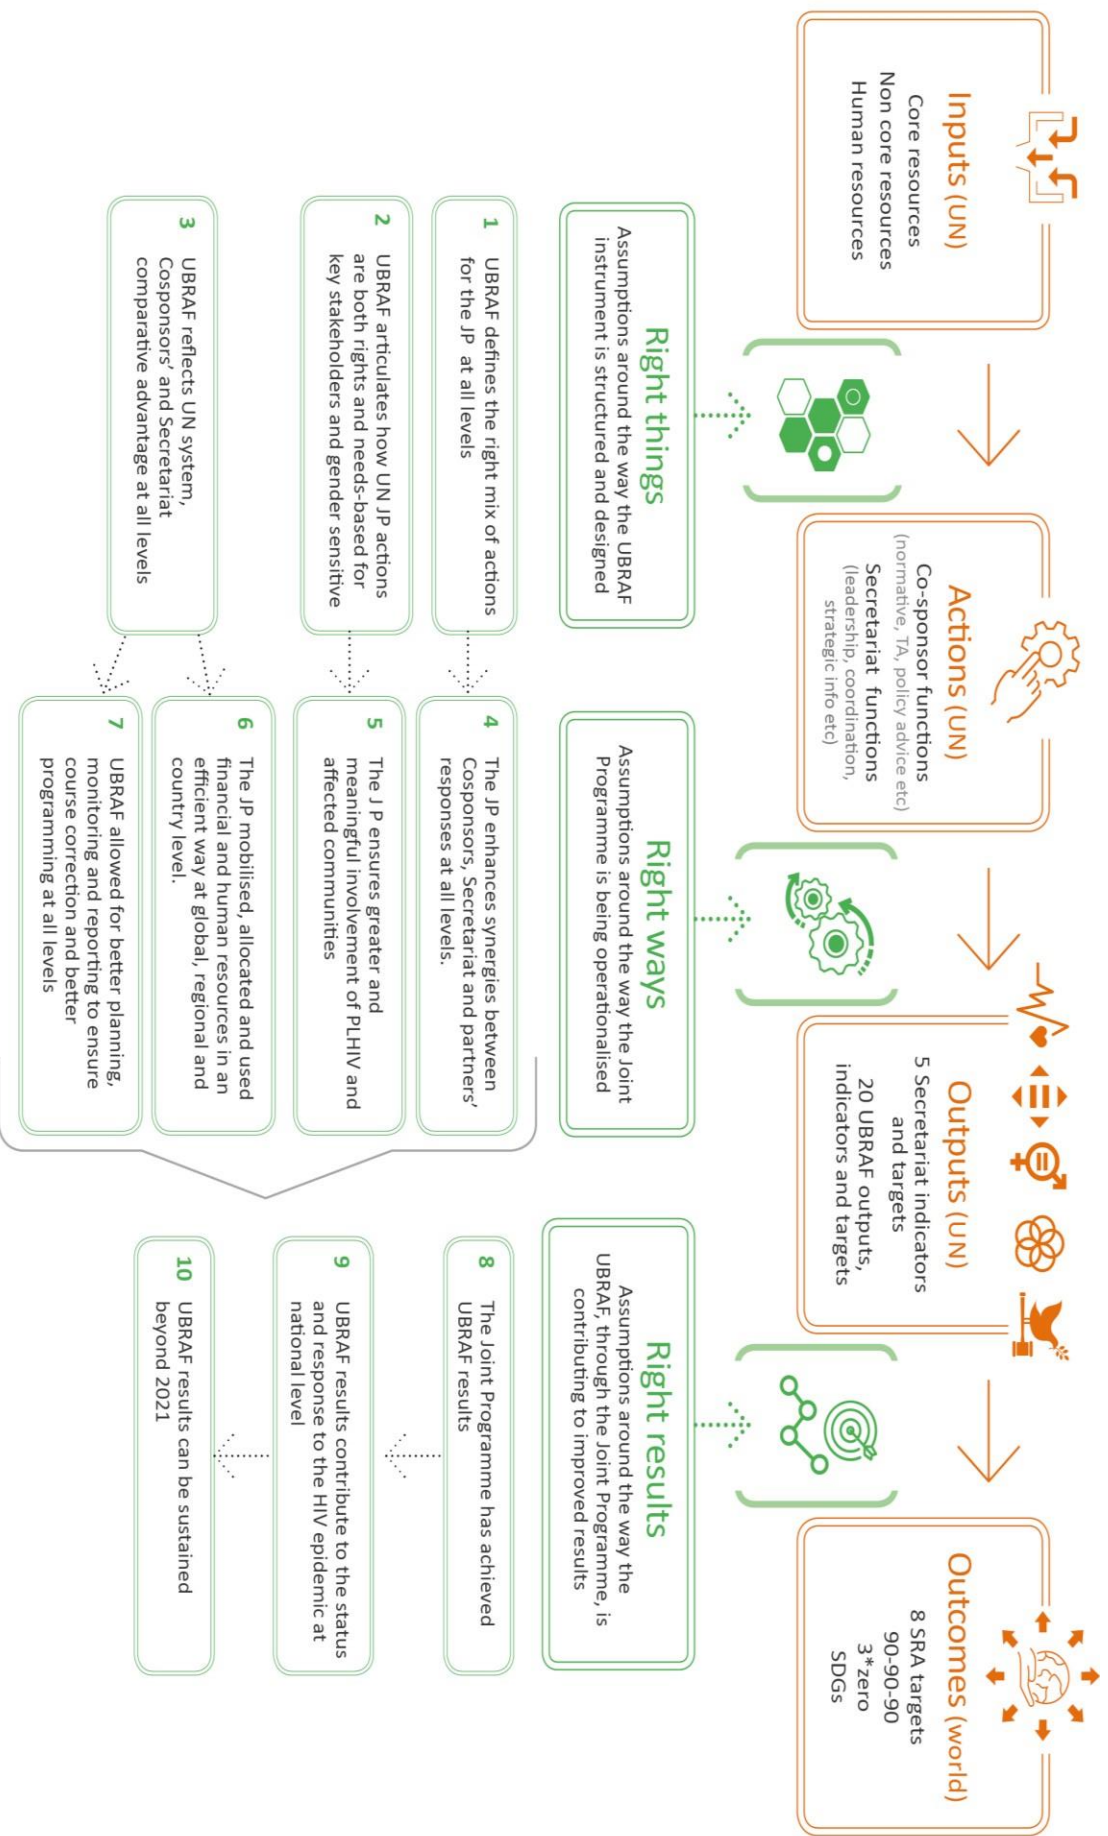 Inputs (UN)
Core resources
Non core resources
Human resources
Actions (UN)
Co-sponsor functions
(normative, TA, policy advice etc)
Secretariat functions
(leadership, coordination,
strategic info etc)
Outputs (UN)
5 Secretariat indicators
and targets
20 UBRAF outputs,
indicators and targets
Outcomes (world)
8 SRA targets
90-90-90
3*zero
SDGs
Right things
Assumptions around the way the UBRAF
instrument is structured and designed
1 UBRAF defines the right mix of actions
for the JP at all levels
2 UBRAF articulates how UN JP actions
are both rights and needs-based for
key stakeholders and gender sensitive
3 UBRAF reflects UN system,
Cosponsors’ and Secretariat
comparative advantage at all levels
Right ways
Assumptions around the way the Joint
Programme is being operationalised
4 The JP enhances synergies between
Cosponsors, Secretariat and partners’
responses at all levels.
5 The J P ensures greater and
meaningful involvement of PLHIV and
affected communities
6 The JP mobilised, allocated and used
financial and human resources in an
efficient way at global, regional and
country level.
7 UBRAF allowed for better planning,
monitoring and reporting to ensure
course correction and better
programming at all levels
Right results
Assumptions around the way the
UBRAF, through the Joint Programme, is
contributing to improved results
8 The Joint Programme has achieved
UBRAF results
9 UBRAF results contribute to the status
and response to the HIV epidemic at
national level
10 UBRAF results can be sustained
beyond 2021